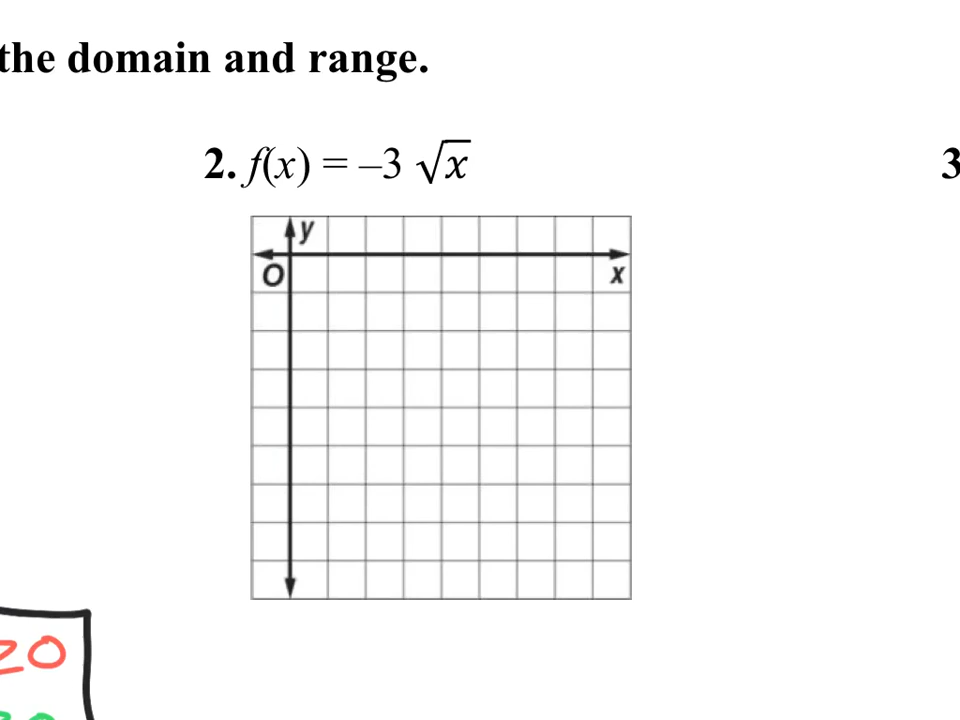 the domain and range.
2. f(x) = –3 √x
3
y
O
x
20